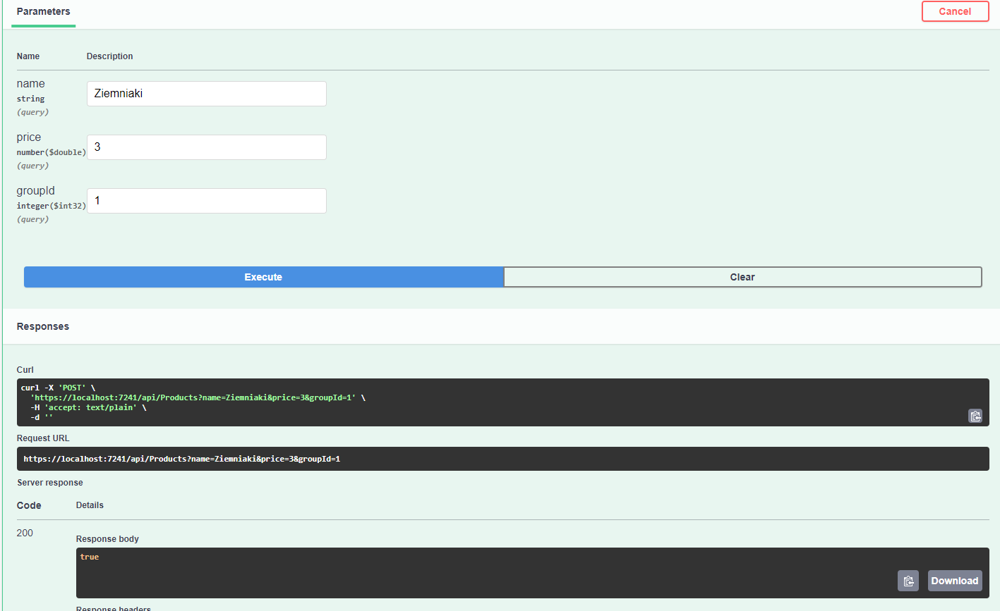 Parameters
Cancel
Name Description
name
string
(query)
Ziemniaki
price
number($double)
(query)
3
groupId
integer($int32)
(query)
1
Execute Clear
Responses
Curl
curl -X 'POST' \
'https://localhost:7241/api/Products?name=Ziemniaki&price=3&groupId=1' \
-H 'accept: text/plain' \
-d ''
Request URL
https://localhost:7241/api/Products?name=Ziemniaki&price=3&groupId=1
Server response
Code Details
200
Response body
true
Download
Response headers